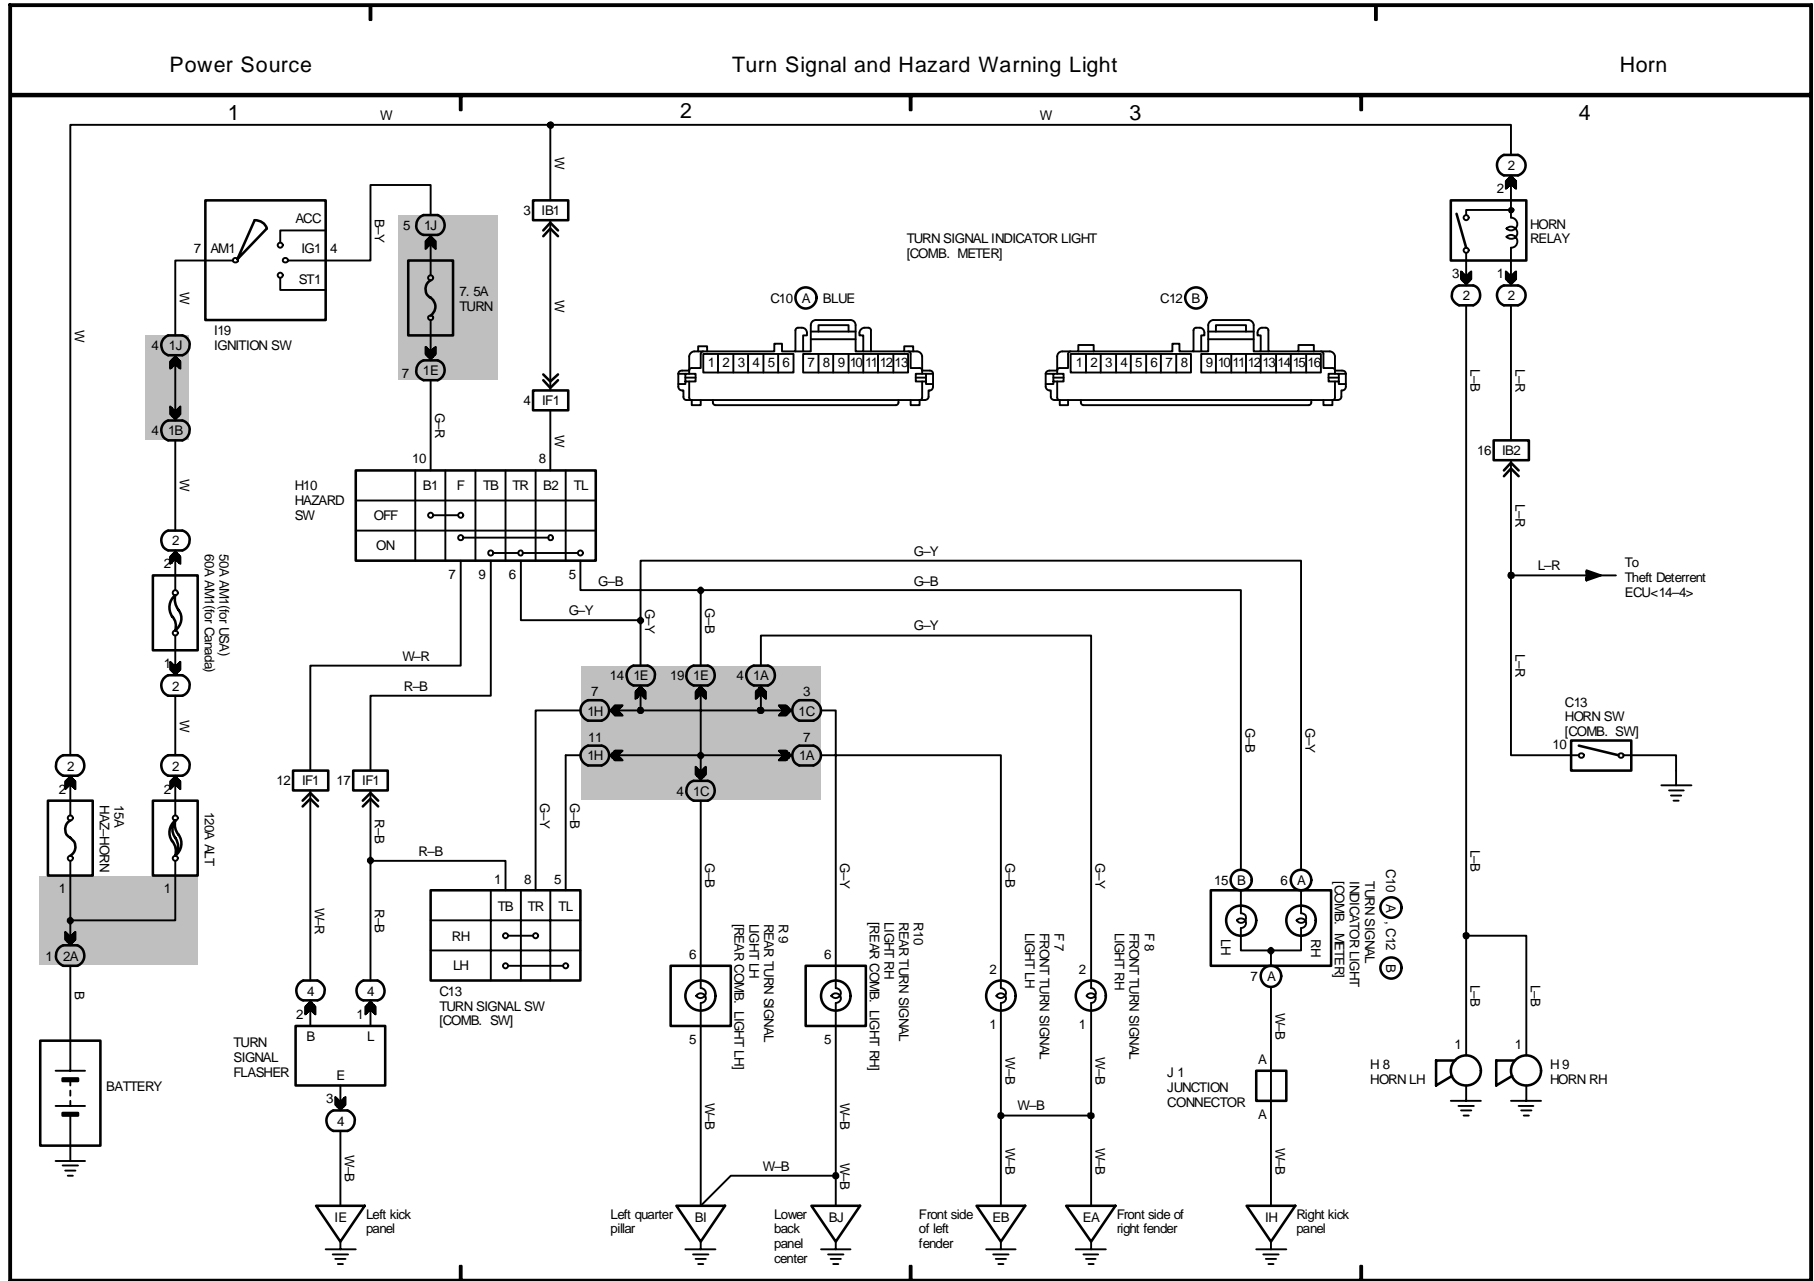 Power Source
Turn Signal and Hazard Warning Light
Horn
1
2
3
4
W
W
W
3 IB1
W
4 IF1
W
W
7 AM1
ACC
IG1 4
ST1
I19
IGNITION SW
B–Y
5 1J
7. 5A
TURN
7 1E
G–R
W
4 1J
4 1B
W
2
2
50A AM1(for USA)
60A AM1(for Canada)
1
2
W
2
2
15A
HAZ–HORN
1
2
2
120A ALT
1
1 2A
B
BATTERY
TURN SIGNAL INDICATOR LIGHT
[COMB. METER]
C10 A BLUE
1 2 3 4 5 6 7 8 9 10 11 12 13
C12 B
1 2 3 4 5 6 7 8 9 10 11 12 13 14 15 16
H10
HAZARD
SW
10 8
B1 F TB TR B2 TL
OFF
ON
7 9 6 5
G–B
G–Y
G–Y
G–B
G–Y
G–B
G–Y
W–R
R–B
14 1E
19 1E
4 1A
7
1H
3
1C
11
1H
7
1A
4 1C
12 IF1
17 IF1
R–B
R–B
W–R
R–B
G–Y
G–B
1 8 5
TB TR TL
RH
LH
C13
TURN SIGNAL SW
[COMB. SW]
4
2
4
1
B L
E
TURN
SIGNAL
FLASHER
3
4
W–B
IE
Left kick
panel
G–B
6
5
R 9
REAR TURN SIGNAL
LIGHT LH
[REAR COMB. LIGHT LH]
W–B
G–Y
6
5
R10
REAR TURN SIGNAL
LIGHT RH
[REAR COMB. LIGHT RH]
W–B
W–B
W–B
Left quarter
pillar
BI
Lower
back
panel
center
BJ
G–B
2
1
F 7
FRONT TURN SIGNAL
LIGHT LH
W–B
G–Y
2
1
F 8
FRONT TURN SIGNAL
LIGHT RH
W–B
W–B
W–B
W–B
Front side
of left
fender
EB
EA
Front side of
right fender
G–B
G–Y
15 B
6 A
LH
RH
7 A
C10 A , C12 B
TURN SIGNAL
INDICATOR LIGHT
[COMB. METER]
W–B
A
J 1
JUNCTION
CONNECTOR
A
W–B
IH
Right kick
panel
2
2
HORN
RELAY
3
2
1
2
L–B
L–R
16 IB2
L–R
L–R
To
Theft Deterrent
ECU<14–4>
L–R
C13
HORN SW
[COMB. SW]
10
L–B
L–B
L–B
1
H 8
HORN LH
1
H 9
HORN RH